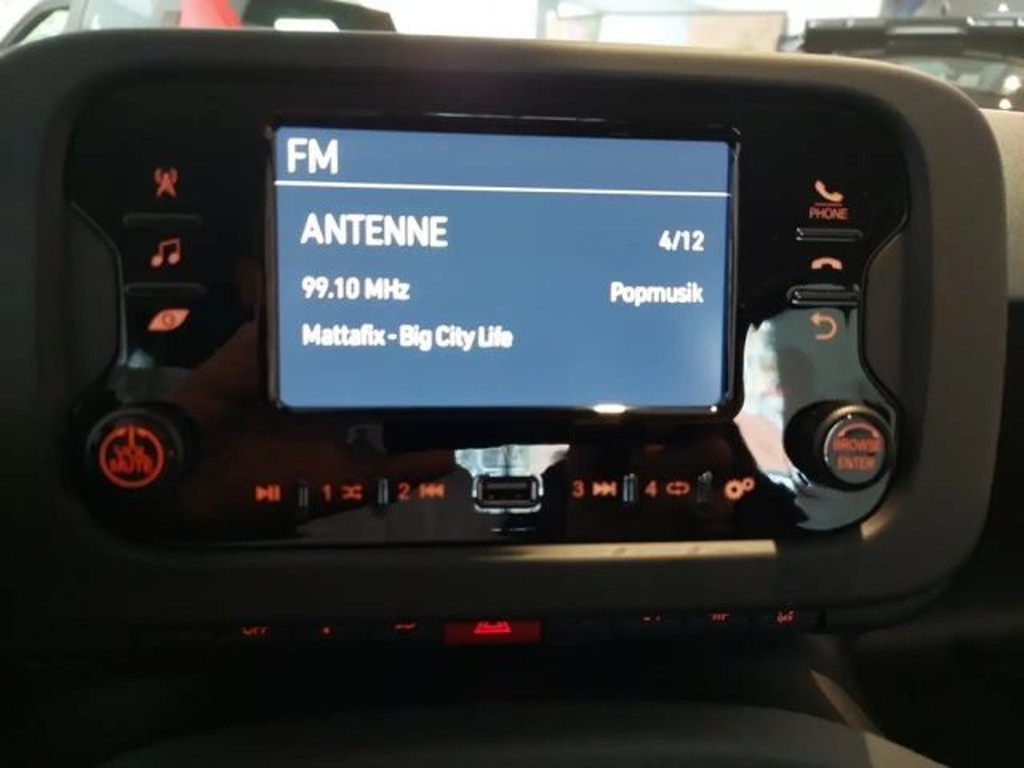 FM
ANTENNE 4/12
99.10 MHz Popmusik
Mattafix - Big City Life
PHONE
VOL
MUTE
BROWSE
ENTER
1 2 3 4
OFF